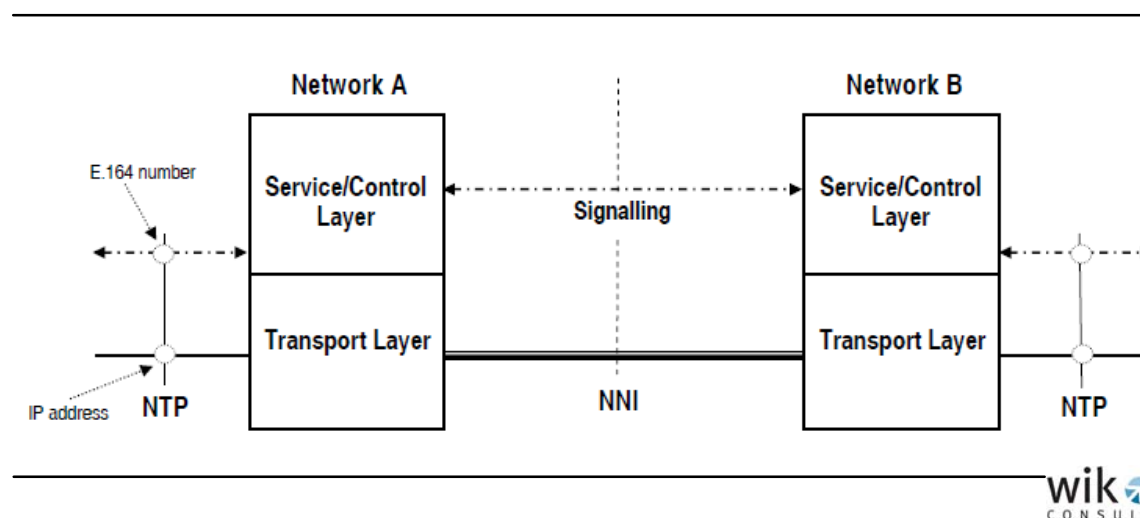 Network A
Network B
E.164 number
Service/Control
Layer
Signalling
Service/Control
Layer
Transport Layer
Transport Layer
IP address
NTP
NNI
NTP
wik